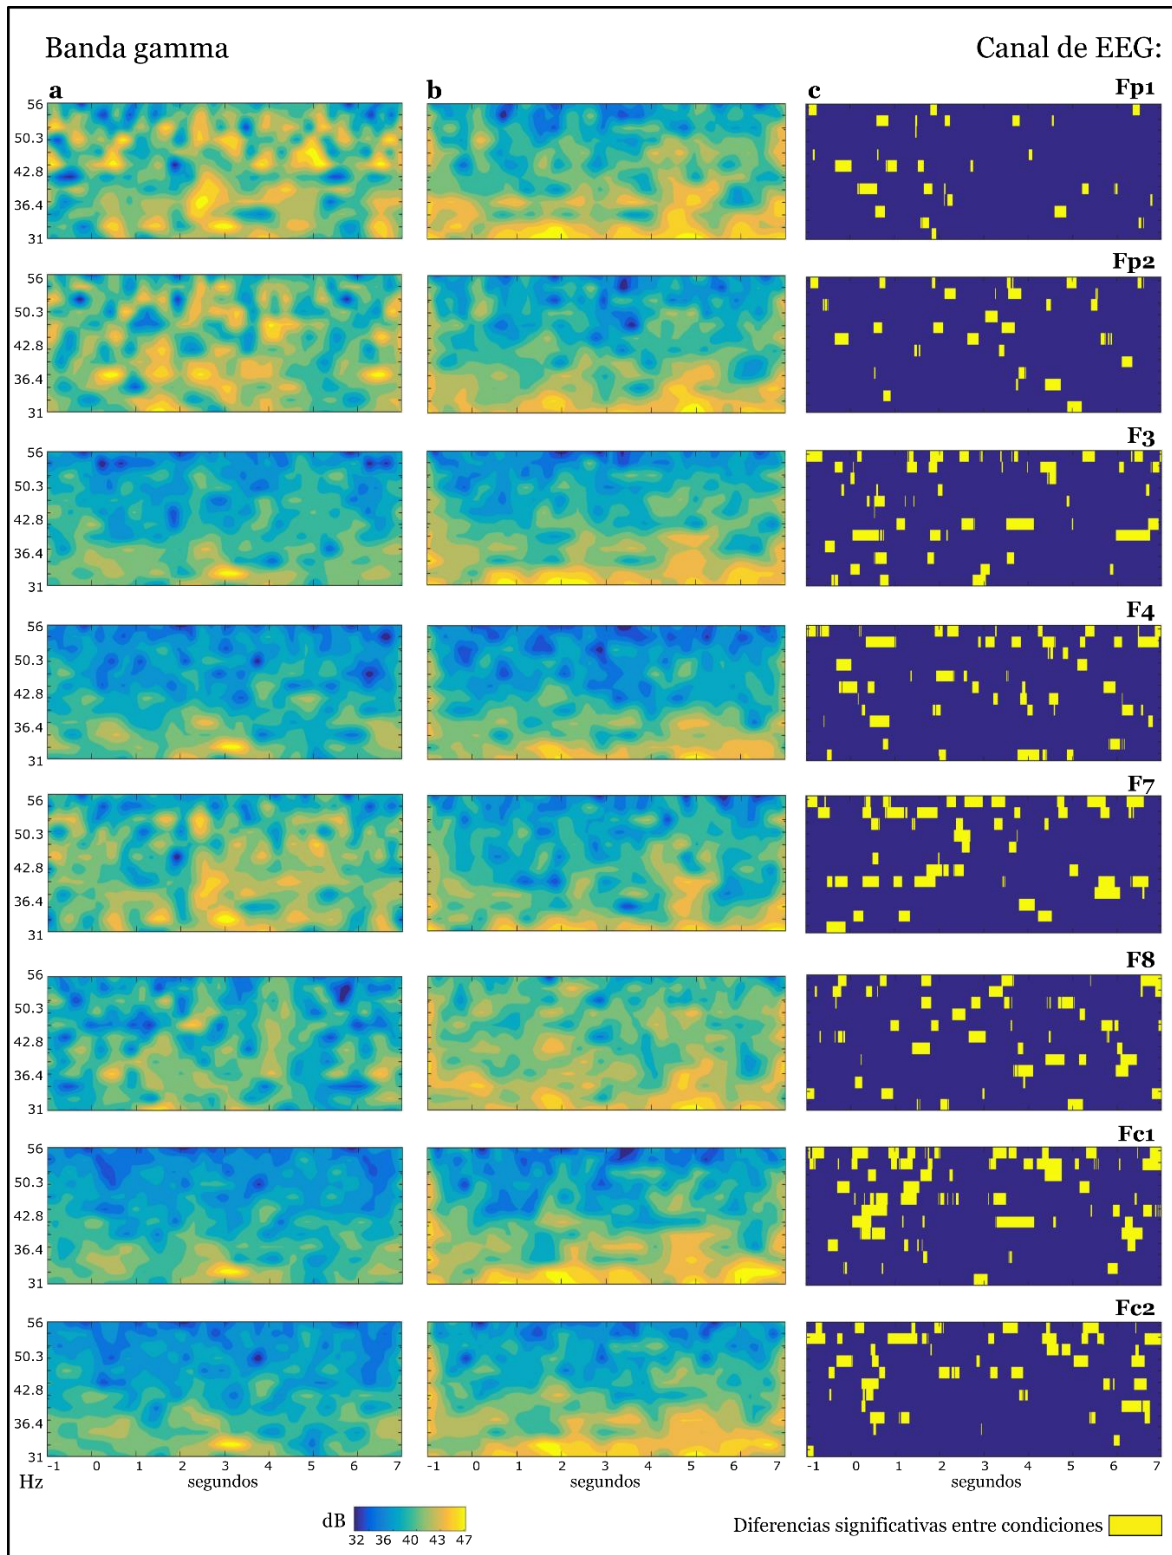 Banda gamma
Canal de EEG:
a b c Fp1
56
50.3
42.8
36.4
31
Fp2
56
50.3
42.8
36.4
31
F3
56
50.3
42.8
36.4
31
F4
56
50.3
42.8
36.4
31
F7
56
50.3
42.8
36.4
31
F8
56
50.3
42.8
36.4
31
Fc1
56
50.3
42.8
36.4
31
Fc2
56
50.3
42.8
36.4
31
-1 0 1 2 3 4 5 6 7 -1 0 1 2 3 4 5 6 7 -1 0 1 2 3 4 5 6 7
Hz segundos segundos segundos
dB
32 36 40 43 47
Diferencias significativas entre condiciones